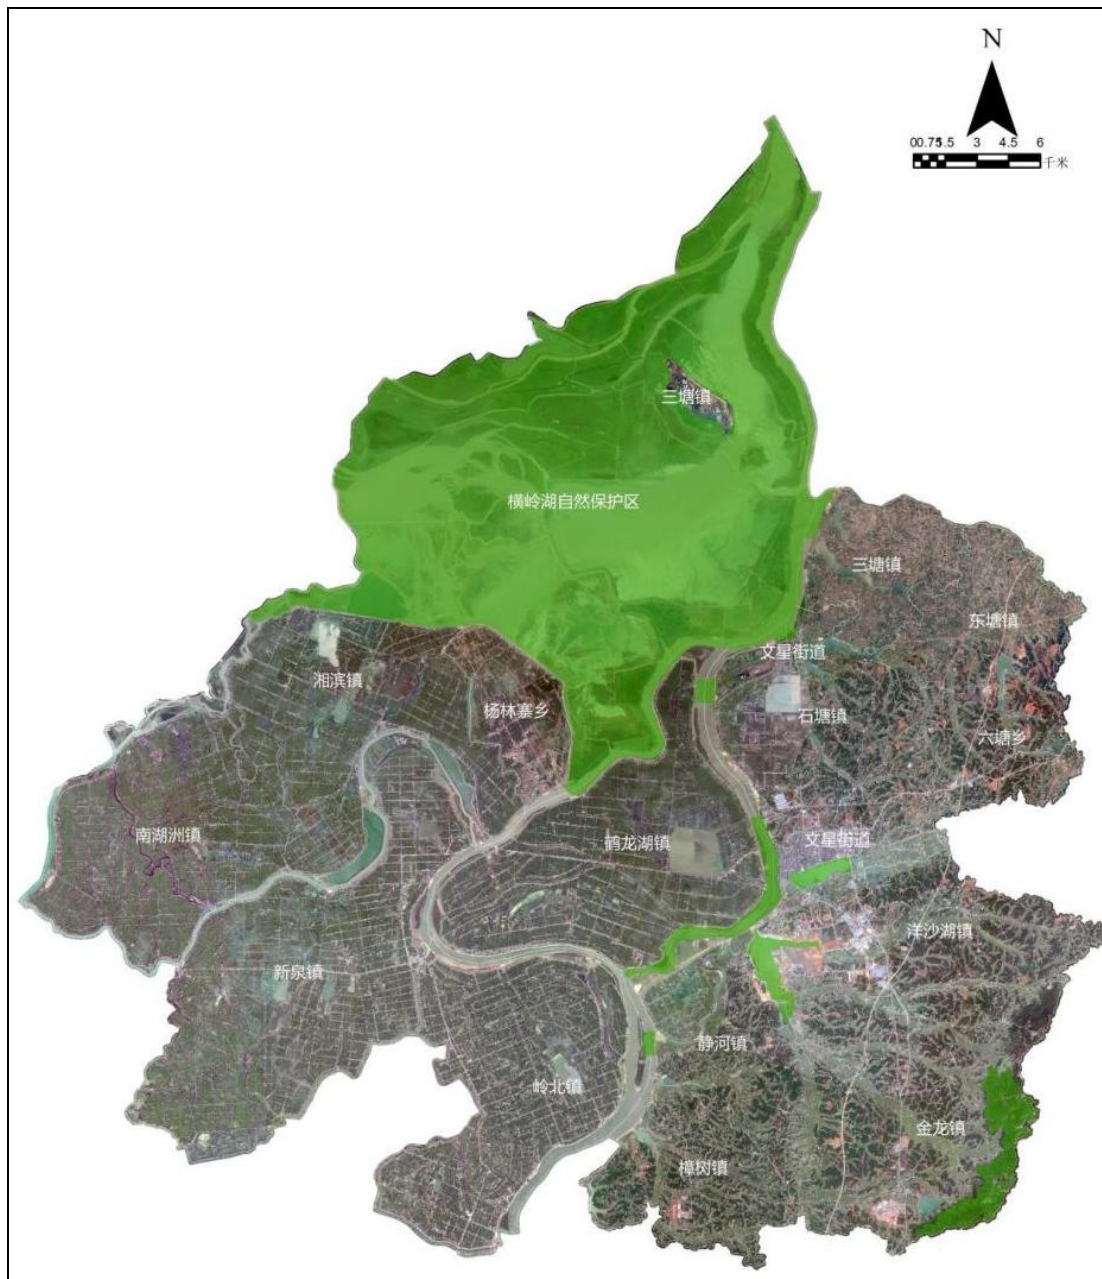 N
00.75 1.5 3 4.5 6
千米
三塘镇
横岭湖自然保护区
三塘镇
东塘镇
文星街道
湘滨镇
杨林寨乡
石塘镇
六塘乡
南湖洲镇
鹤龙湖镇
文星街道
洋沙湖镇
新泉镇
静河镇
岭北镇
金龙镇
樟树镇